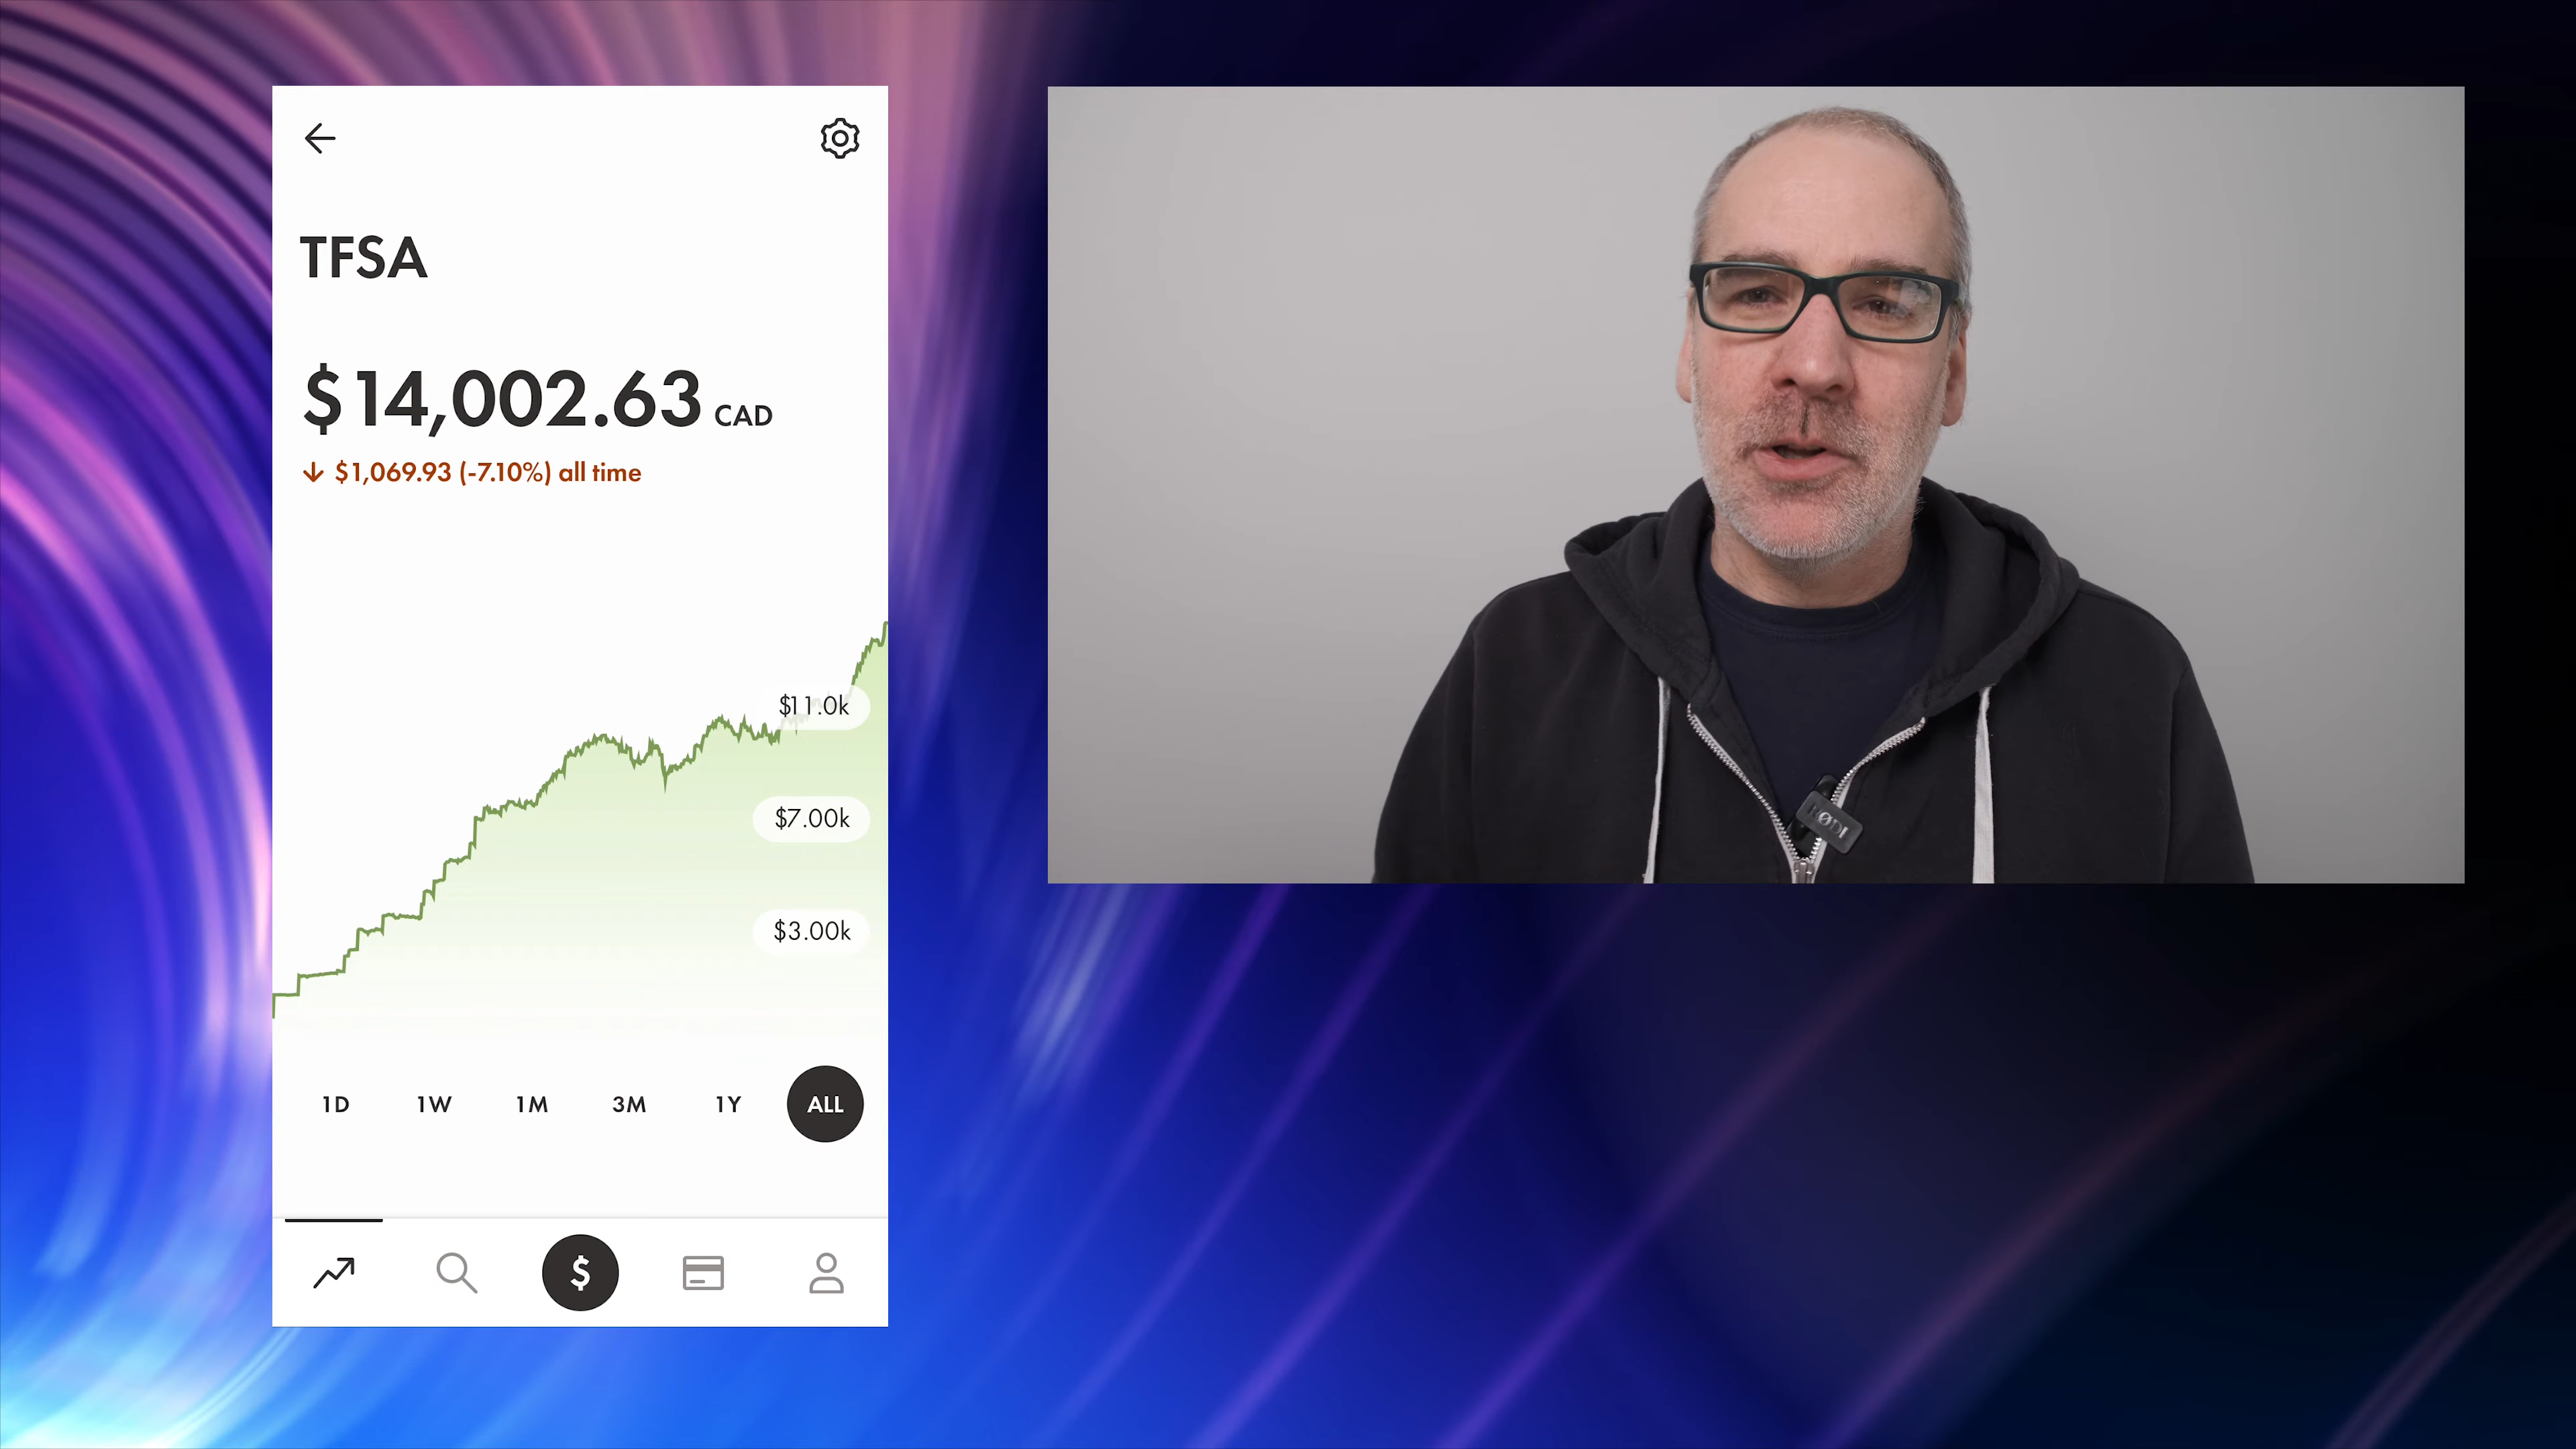 TFSA
$14,002.63 CAD
↓ $1,069.93 (-7.10%) all time
$11.0k
$7.00k
$3.00k
1D 1W 1M 3M 1Y ALL
$